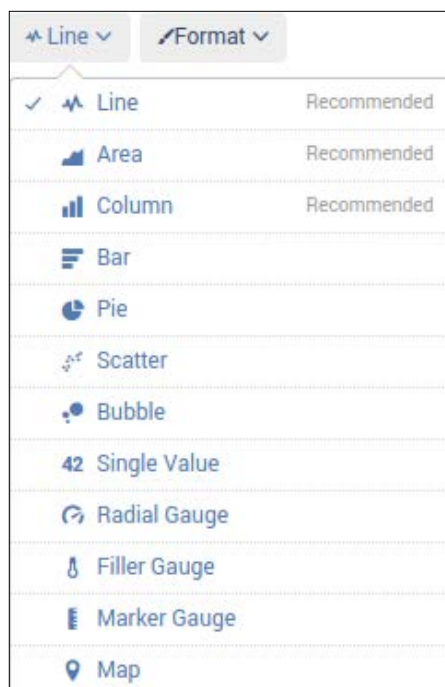 Line Format
Line Recommended
Area Recommended
Column Recommended
Bar
Pie
Scatter
Bubble
42 Single Value
Radial Gauge
Filler Gauge
Marker Gauge
Map